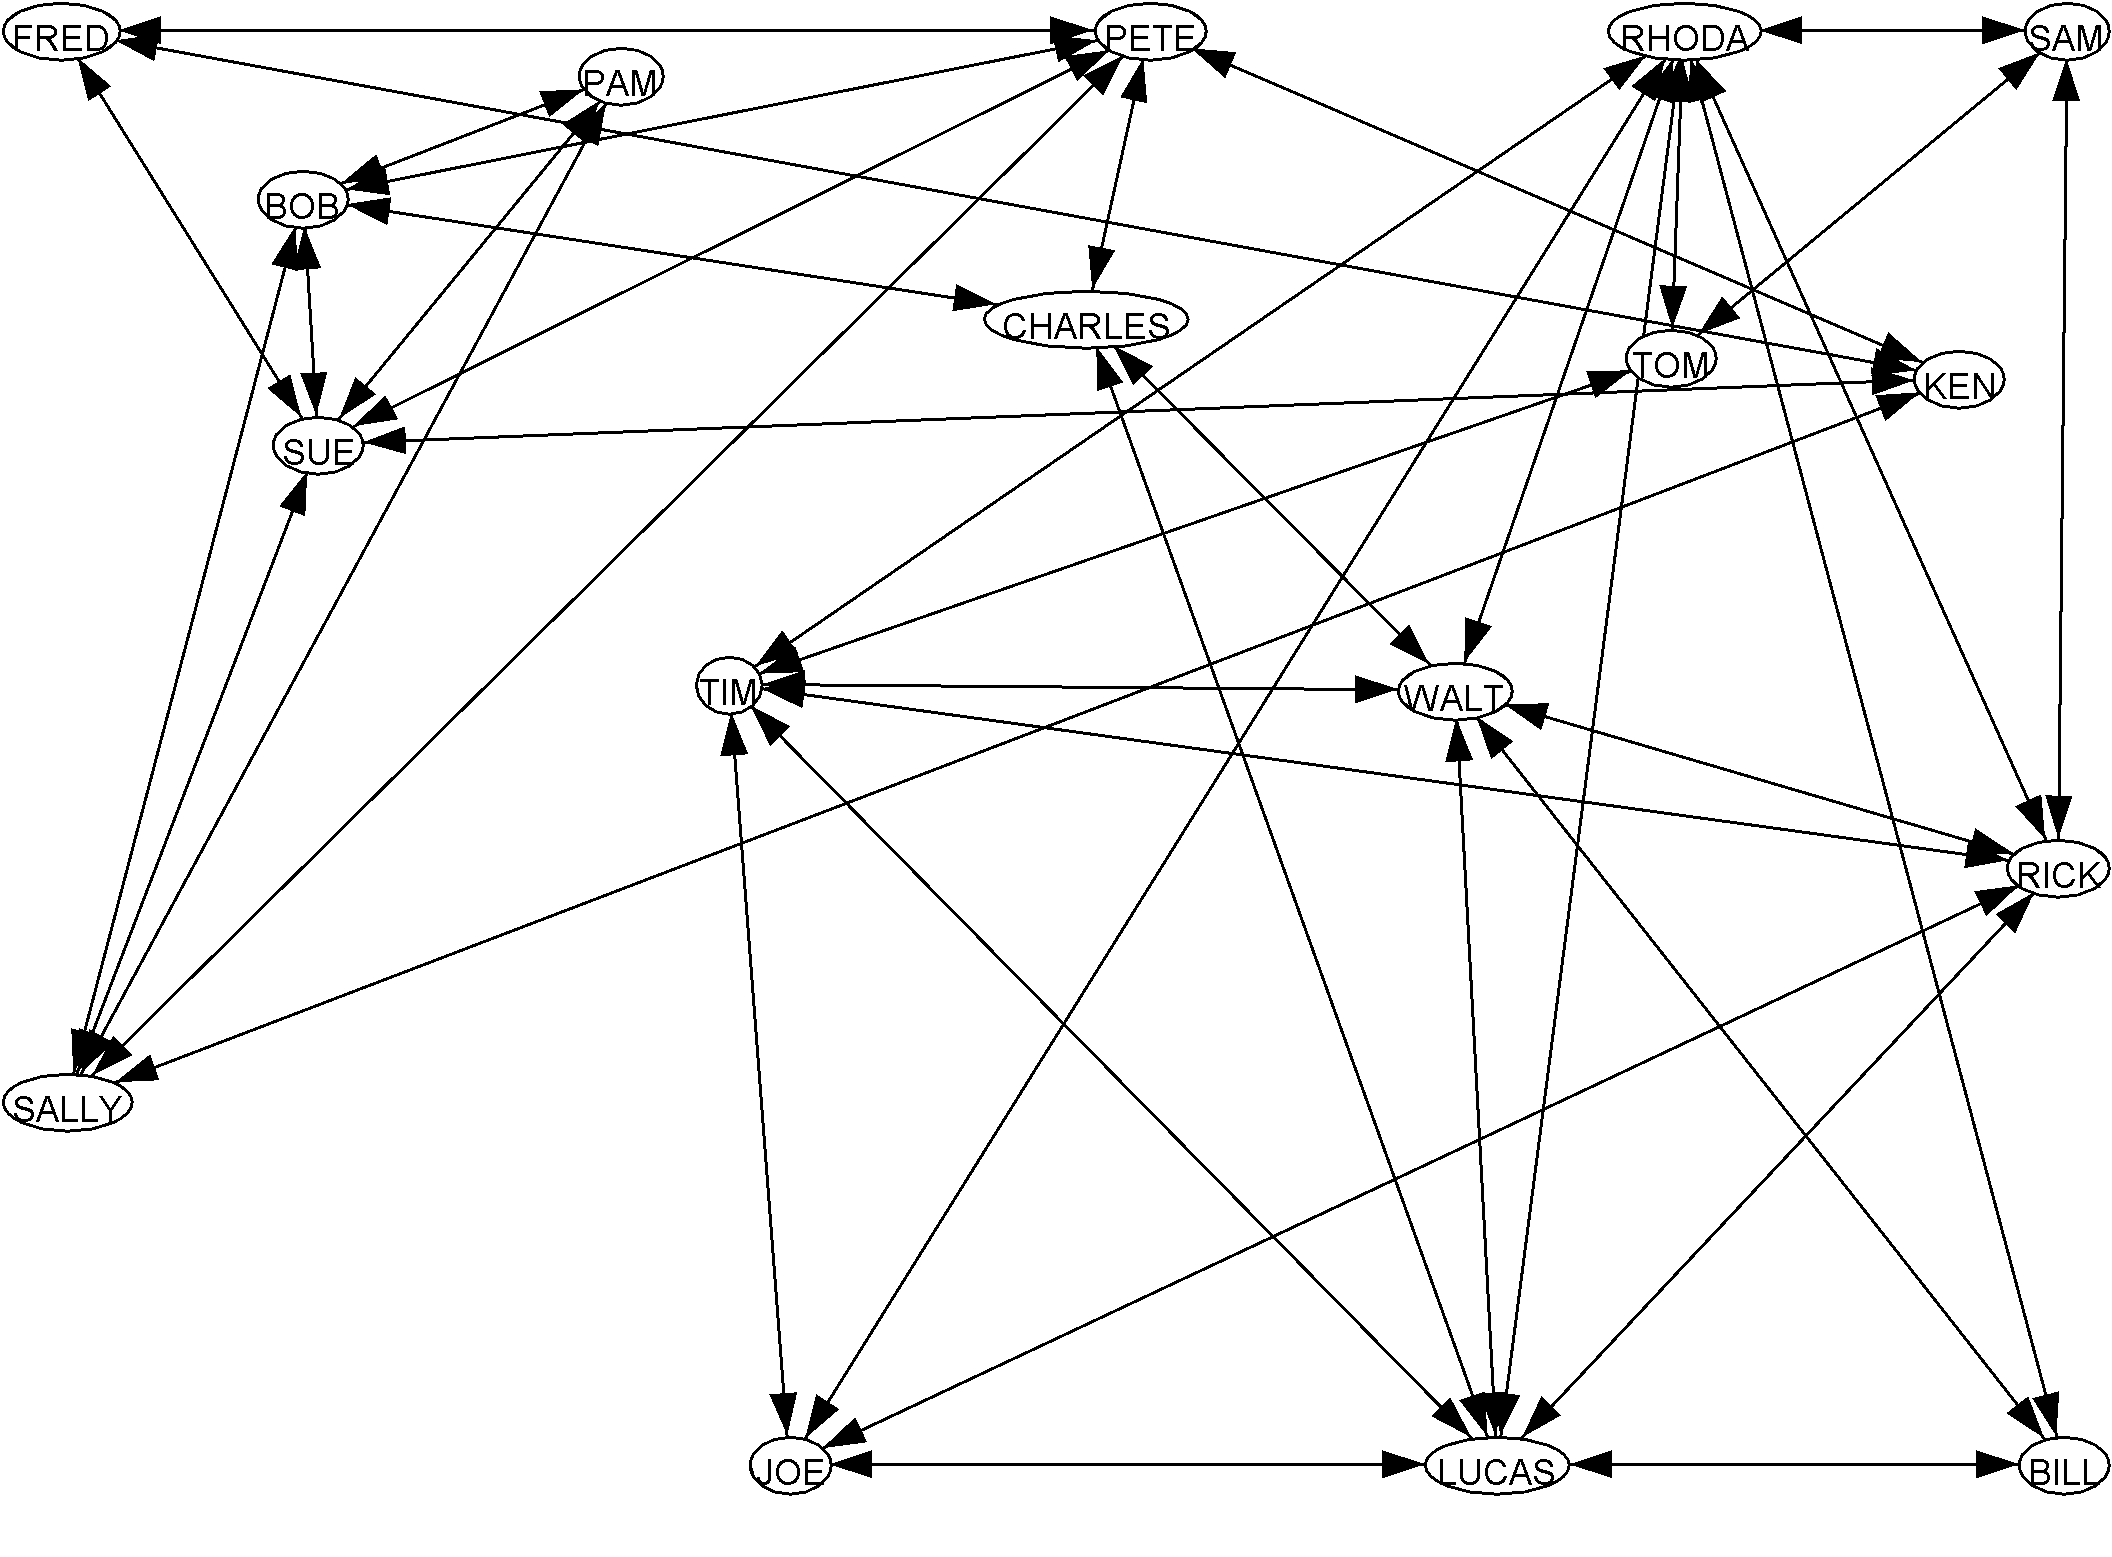 FRED
PETE
RHODA
SAM
PAM
BOB
CHARLES
TOM
KEN
SUE
TIM
WALT
RICK
SALLY
JOE
LUCAS
BILL